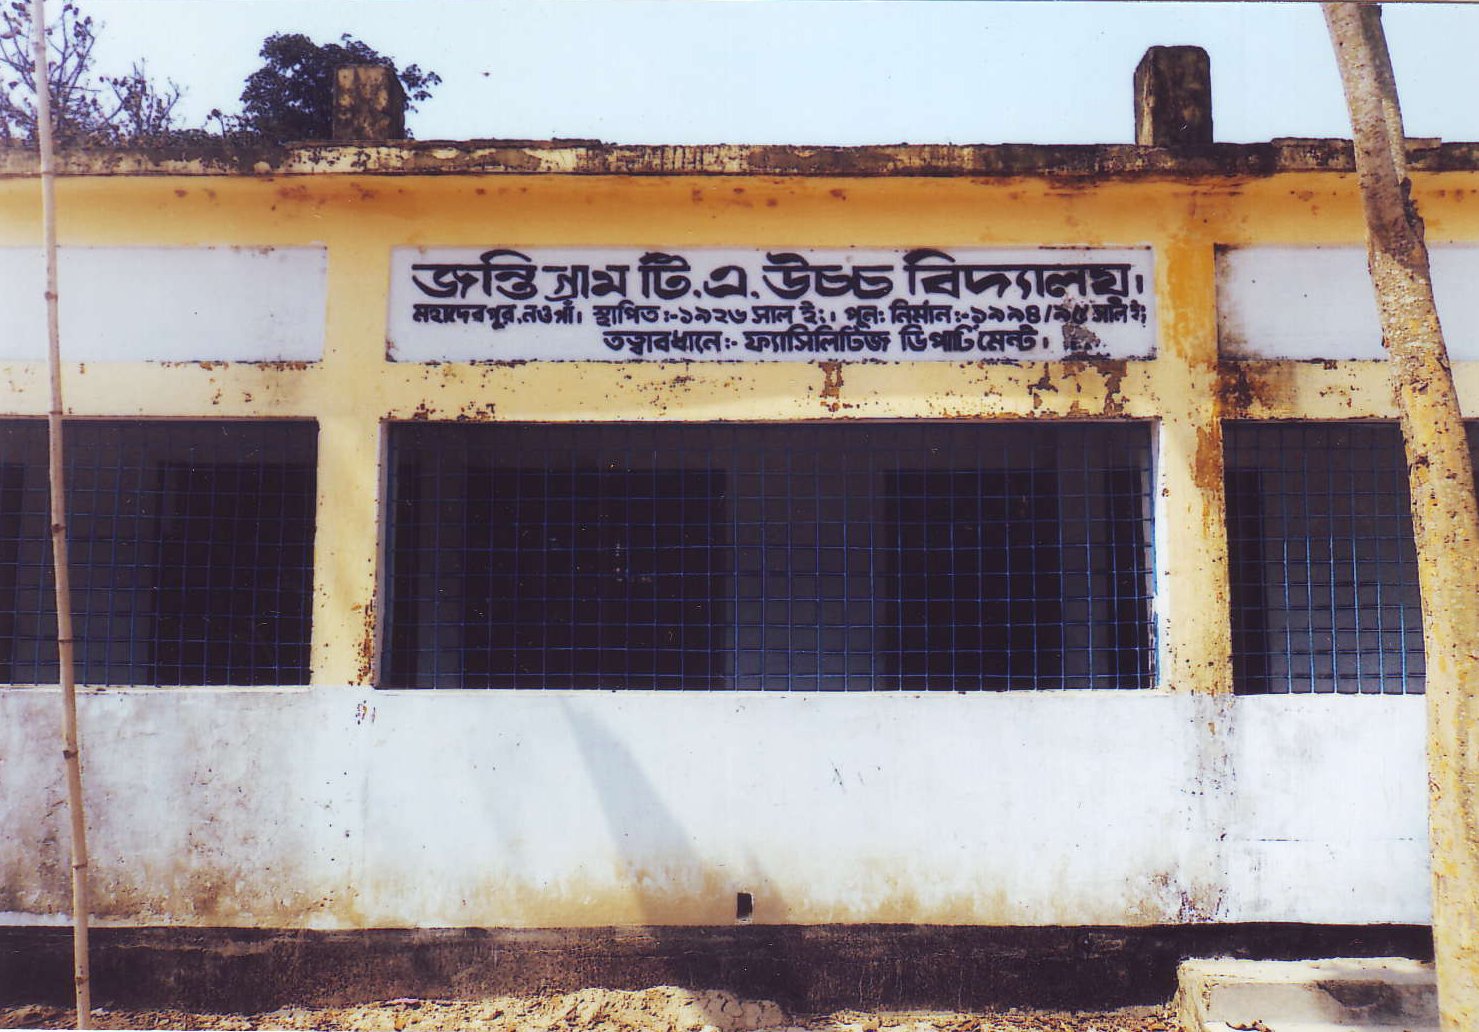 জন্তি গ্রাম টি.এ. উচ্চ বিদ্যালয়।
মহাদেবপুর, নওগাঁ। স্থাপিত:-১৯২৬ সাল ইং। পুন: নির্মান:-১৯৯৪/৯৫ সাল ইং
তত্ত্বাবধানে:- ফ্যাসিলিটিজ ডিপার্টমেন্ট।